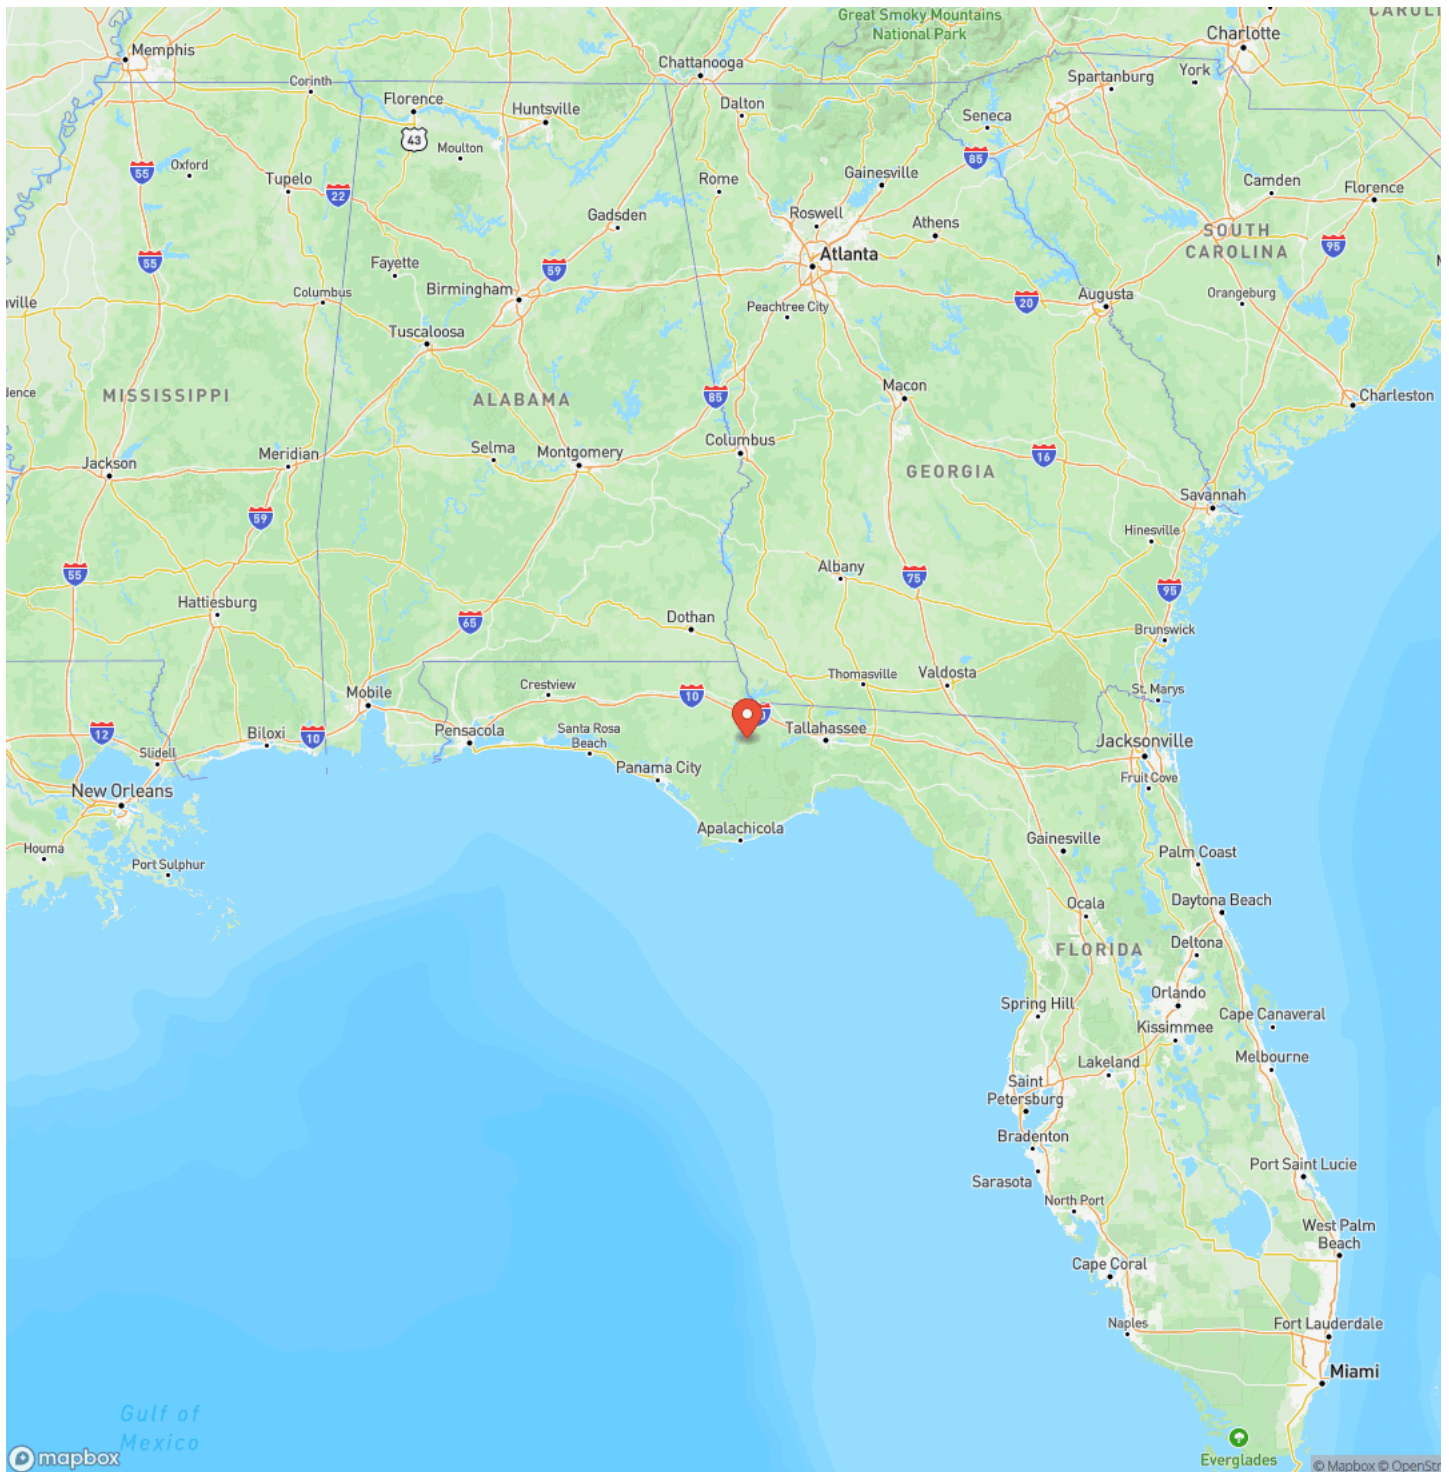 Great Smoky Mountains
National Park
Charlotte
Memphis
Chattanooga
Spartanburg
York
Corinth
Florence
Huntsville
Dalton
Seneca
43
Moulton
55
Oxford
85
Tupelo
22
Rome
Gainesville
Camden
Florence
Gadsden
Roswell
Athens
SOUTH
CAROLINA
95
55
Fayette
59
Atlanta
Columbus
Birmingham
Peachtree City
20
Augusta
Orangeburg
Tuscaloosa
MISSISSIPPI
ALABAMA
85
Macon
Charleston
Jackson
Meridian
Selma
Montgomery
Columbus
GEORGIA
16
Savannah
59
Hinesville
55
Albany
75
95
Hattiesburg
65
Dothan
Brunswick
Crestview
10
Thomasville
Valdosta
St. Marys
Mobile
12
Biloxi
10
Pensacola
Santa Rosa
Beach
Tallahassee
Jacksonville
Slidell
Panama City
Fruit Cove
New Orleans
Apalachicola
Gainesville
Palm Coast
Houma
Port Sulphur
Ocala
Daytona Beach
FLORIDA
Deltona
Spring Hill
Orlando
Cape Canaveral
Kissimmee
Lakeland
Melbourne
Saint
Petersburg
Bradenton
Sarasota
Port Saint Lucie
North Port
West Palm
Beach
Cape Coral
Naples
Fort Lauderdale
Miami
Gulf of
Mexico
Everglades
mapbox
© Mapbox © OpenStr